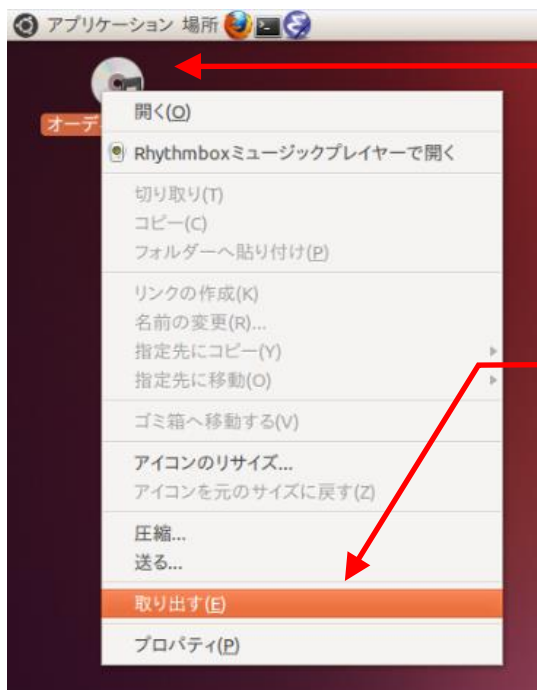 アプリケーション 場所
オーデ
開く(O)
Rhythmboxミュージックプレイヤーで開く
切り取り(T)
コピー(C)
フォルダーへ貼り付け(P)
リンクの作成(K)
名前の変更(R)...
指定先にコピー(Y)
指定先に移動(O)
ゴミ箱へ移動する(V)
アイコンのリサイズ...
アイコンを元のサイズに戻す(Z)
圧縮...
送る...
取り出す(E)
プロパティ(P)